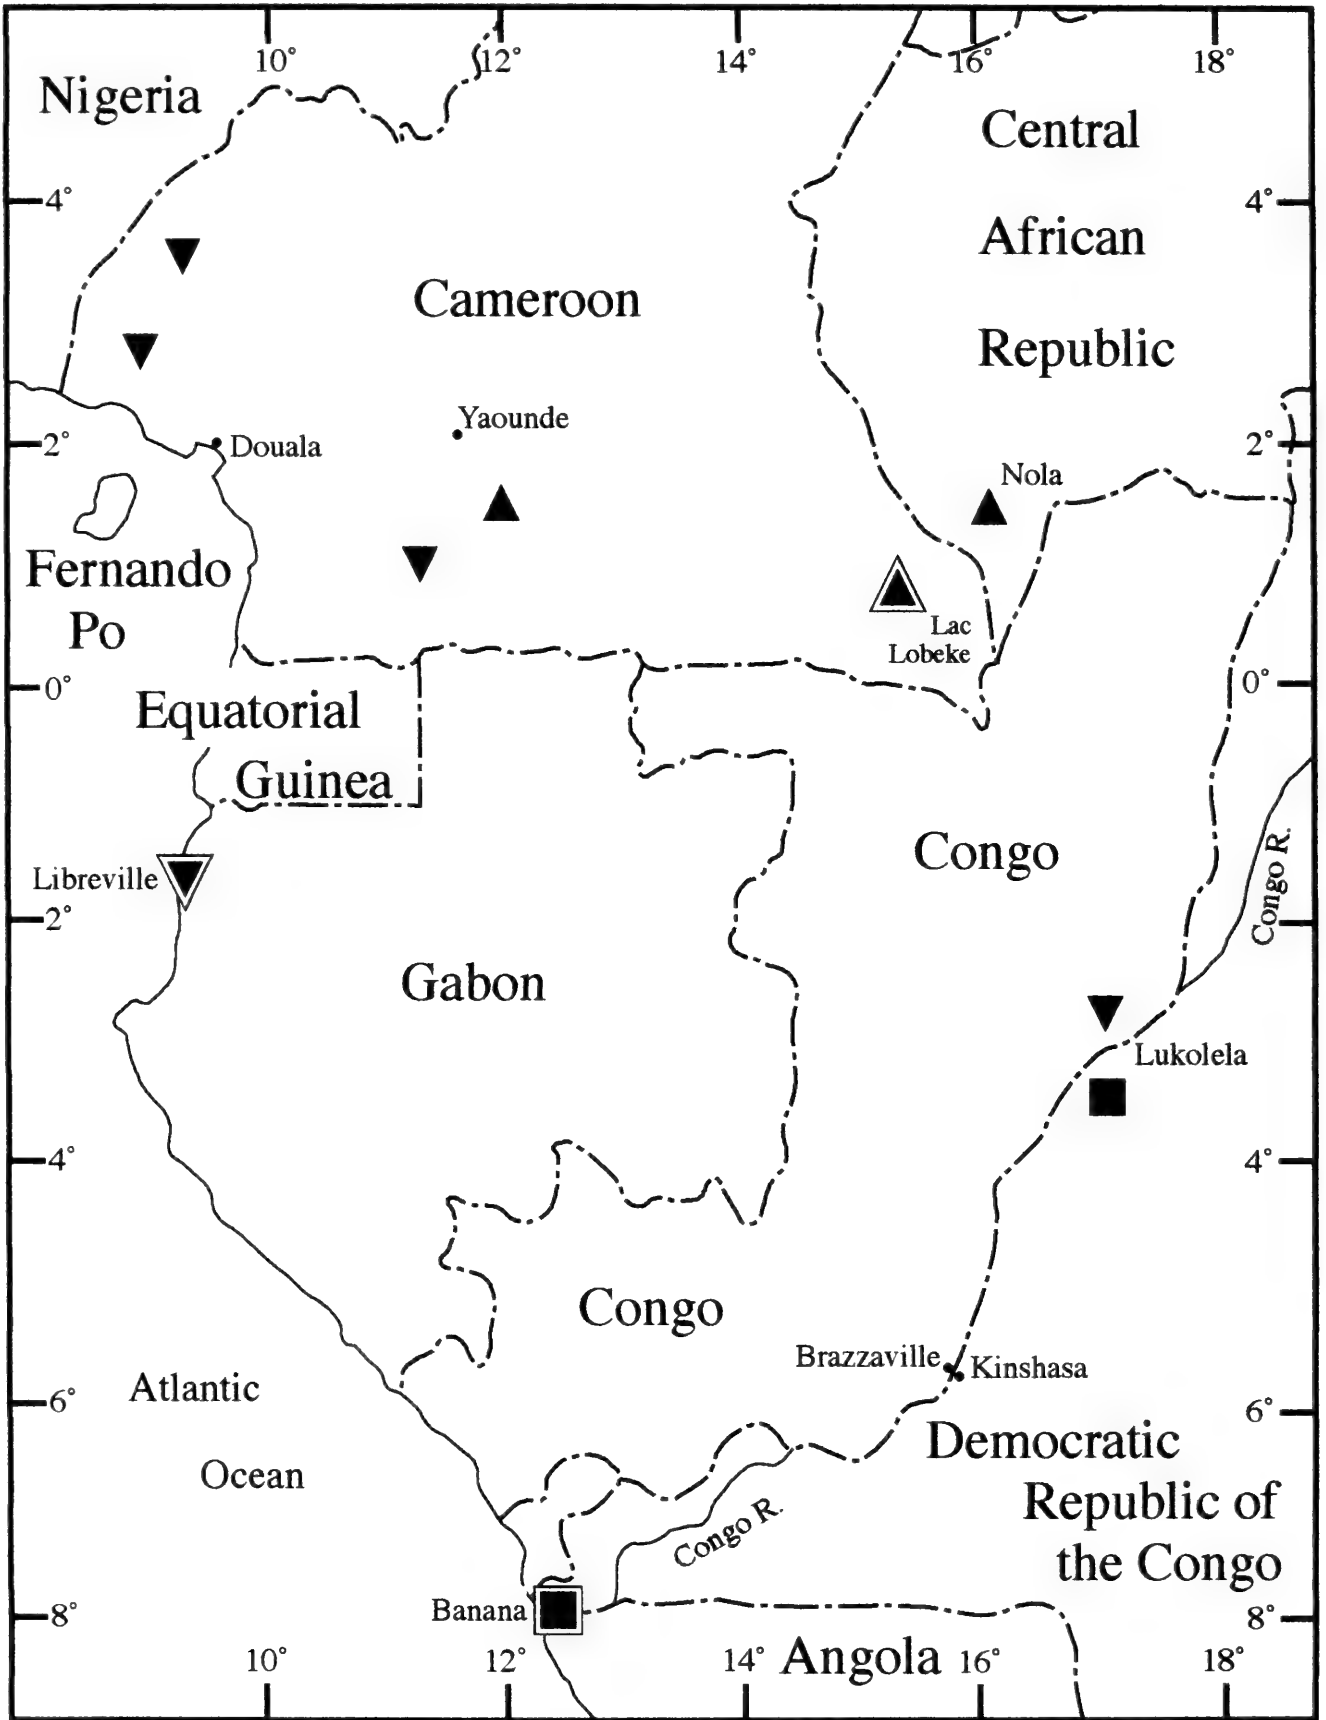 10° 12° 14° 16° 18°
Nigeria
Central
4° 4°
African
Cameroon
Republic
Yaounde
2° Douala 2°
Nola
Fernando
Po
Lac
Lobeke
0° 0°
Equatorial
Guinea
Congo
Congo R.
Libreville
2°
Gabon
Lukolela
4° 4°
Congo
Brazzaville Kinshasa
Atlantic
6° 6°
Democratic
Ocean
Republic of
Congo R.
the Congo
Banana
8° 8°
10° 12° 14° Angola 16° 18°